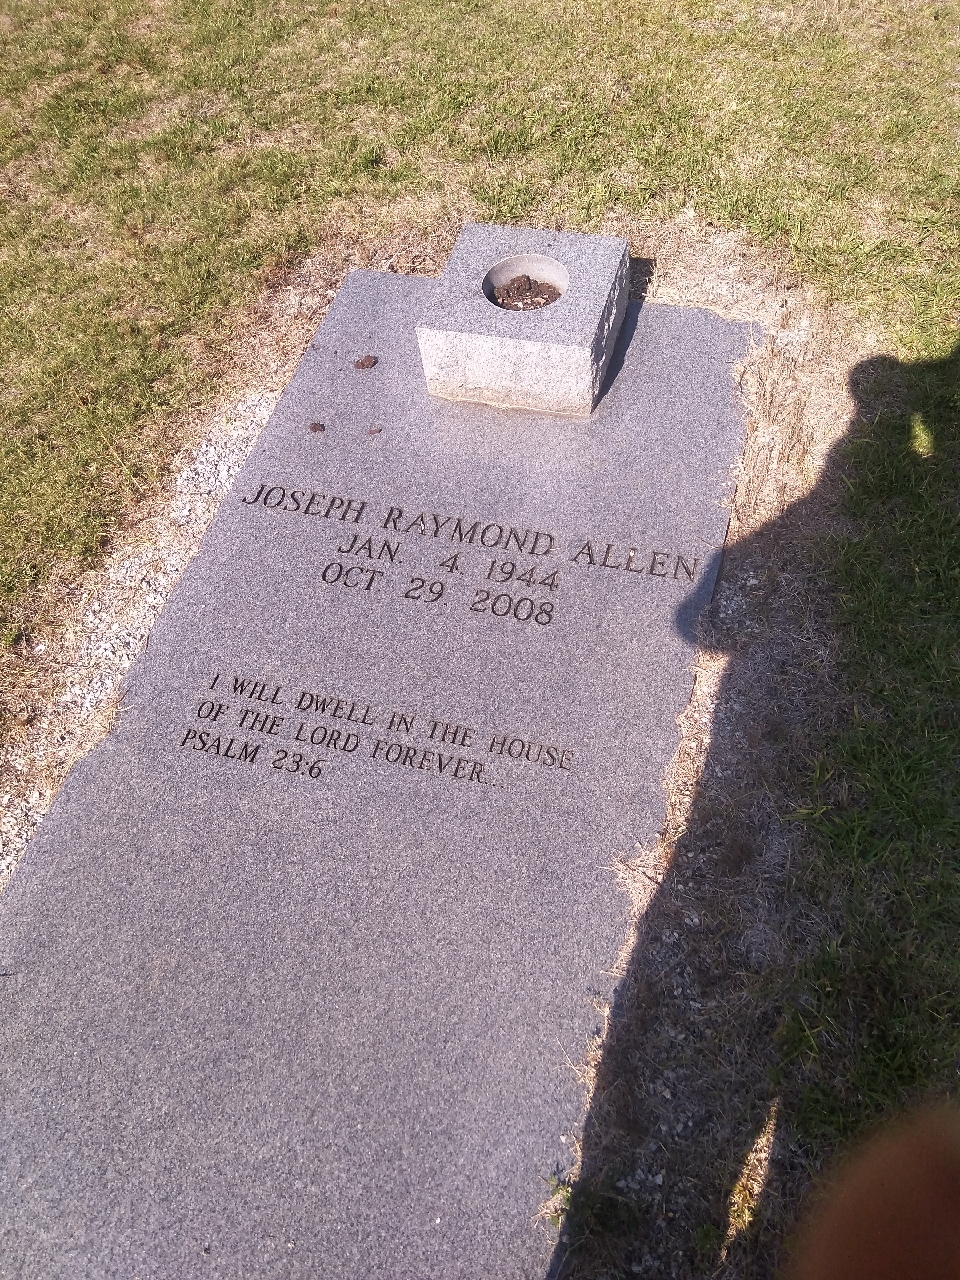 JOSEPH RAYMOND ALLEN
JAN. 4. 1944
OCT. 29. 2008
I WILL DWELL IN THE HOUSE
OF THE LORD FOREVER...
PSALM 23:6